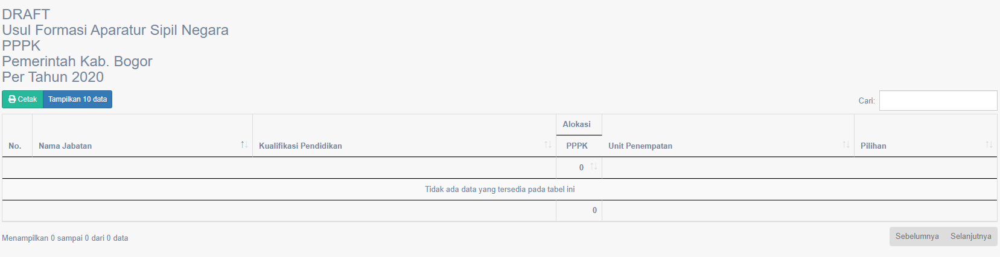 DRAFT
Usul Formasi Aparatur Sipil Negara
PPPK
Pemerintah Kab. Bogor
Per Tahun 2020
Cetak Tampilkan 10 data
Cari:
Alokasi
No. Nama Jabatan Kualifikasi Pendidikan PPPK Unit Penempatan Pilihan
0
Tidak ada data yang tersedia pada tabel ini
0
Menampilkan 0 sampai 0 dari 0 data
Sebelumnya Selanjutnya